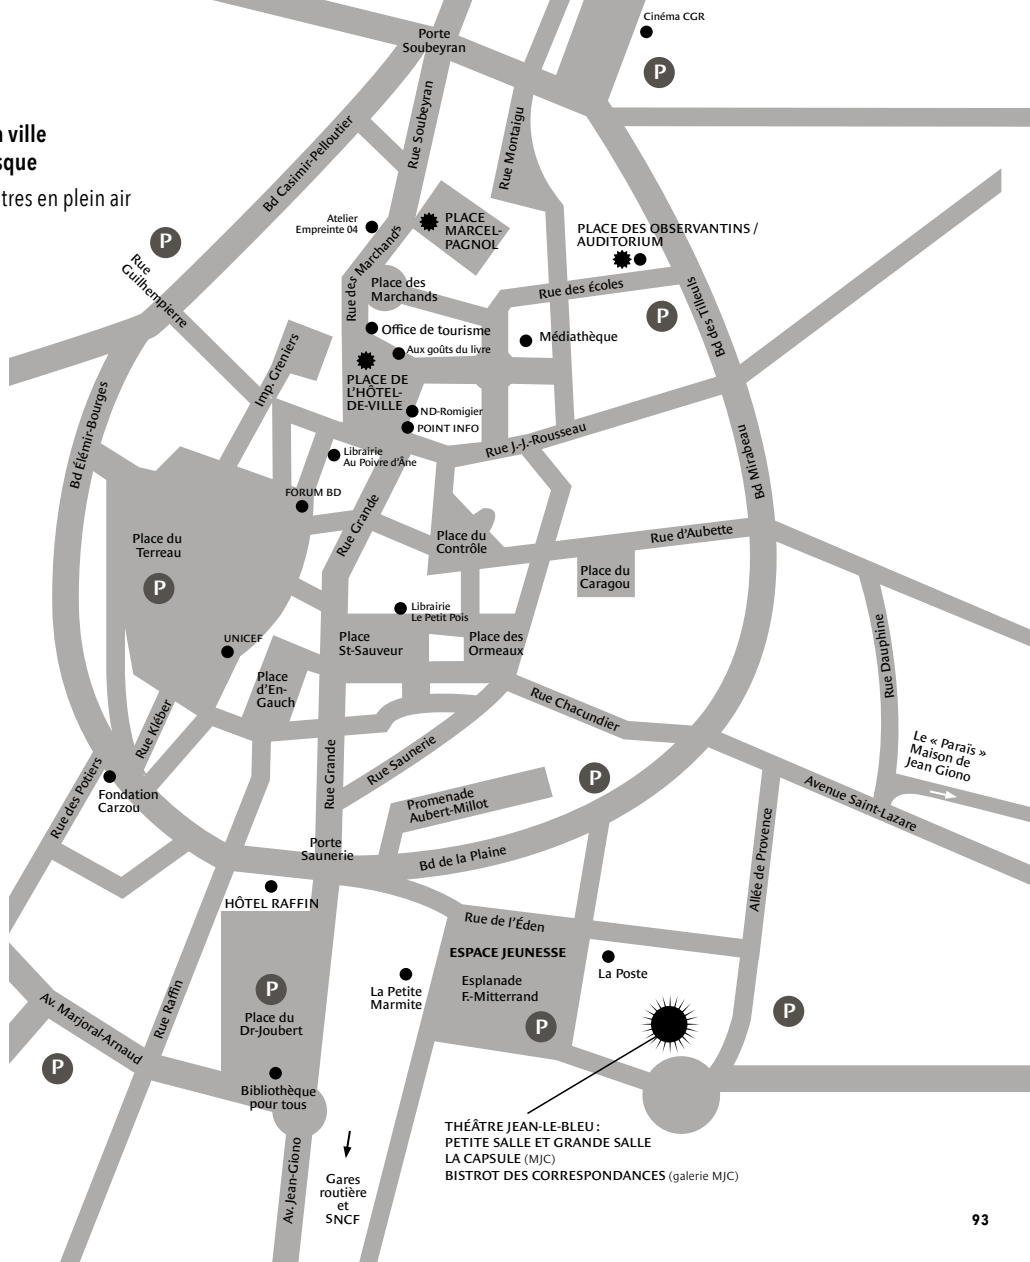 Cinéma CGR
P
Porte
Soubeyran
ville
sque
tres en plein air
Bd Casimir-Pelloutier
Rue Soubeyran
Rue Montaigu
Atelier
Empreinte 04
PLACE
MARCEL-
PAGNOL
PLACE DES OBSERVANTINS /
AUDITORIUM
P
Rue
Guilhempierre
Rue des Marchands
Place des
Marchands
Rue des Écoles
Bd des Tilleuls
P
Office de tourisme
Médiathèque
Aux goûts du livre
Imp. Greniers
PLACE DE
L'HÔTEL-
DE-VILLE
ND-Romigier
POINT INFO
Bd Élémir-Bourges
Rue J.-J.-Rousseau
Bd Mirabeau
Librairie
Au Poivre d'Âne
FORUM BD
Rue Grande
Place du
Terreau
P
Place du
Contrôle
Rue d'Aubette
Place du
Caragou
Librairie
Le Petit Pois
UNICEF
Place
St-Sauveur
Place des
Ormeaux
Rue Dauphine
Place
d'En-
Gauch
Rue Kléber
Rue Chacundier
Rue Grande
Rue Saunerie
Le « Paraïs »
Maison de
Jean Giono
Rue des Potiers
Fondation
Carzou
Promenade
Aubert-Millot
P
Avenue Saint-Lazare
Allée de Provence
Porte
Saunerie
Bd de la Plaine
HÔTEL RAFFIN
Rue de l'Éden
ESPACE JEUNESSE
Esplanade
F.-Mitterrand
P
La Poste
La Petite
Marmite
P
Place du
Dr-Joubert
Rue Raffin
Av. Marjoral-Arnaud
P
P
Bibliothèque
pour tous
THÉÂTRE JEAN-LE-BLEU :
PETITE SALLE ET GRANDE SALLE
LA CAPSULE (MJC)
BISTROT DES CORRESPONDANCES (galerie MJC)
Av. Jean-Giono
Gares
routière
et
SNCF
93